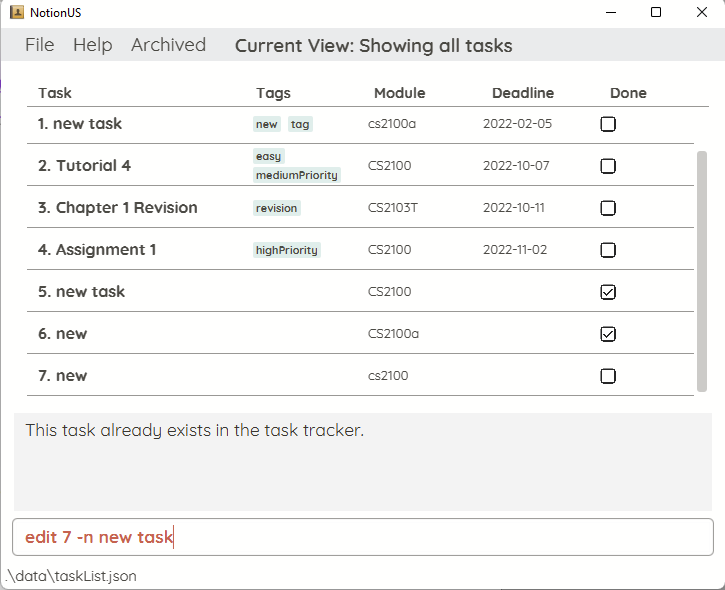 NotionUS
File Help Archived Current View: Showing all tasks
Task Tags Module Deadline Done
1. new task new tag cs2100a 2022-02-05
2. Tutorial 4 easy mediumPriority CS2100 2022-10-07
3. Chapter 1 Revision revision CS2103T 2022-10-11
4. Assignment 1 highPriority CS2100 2022-11-02
5. new task CS2100
6. new CS2100a
7. new cs2100
This task already exists in the task tracker.
edit 7 -n new task
.\data\taskList.json